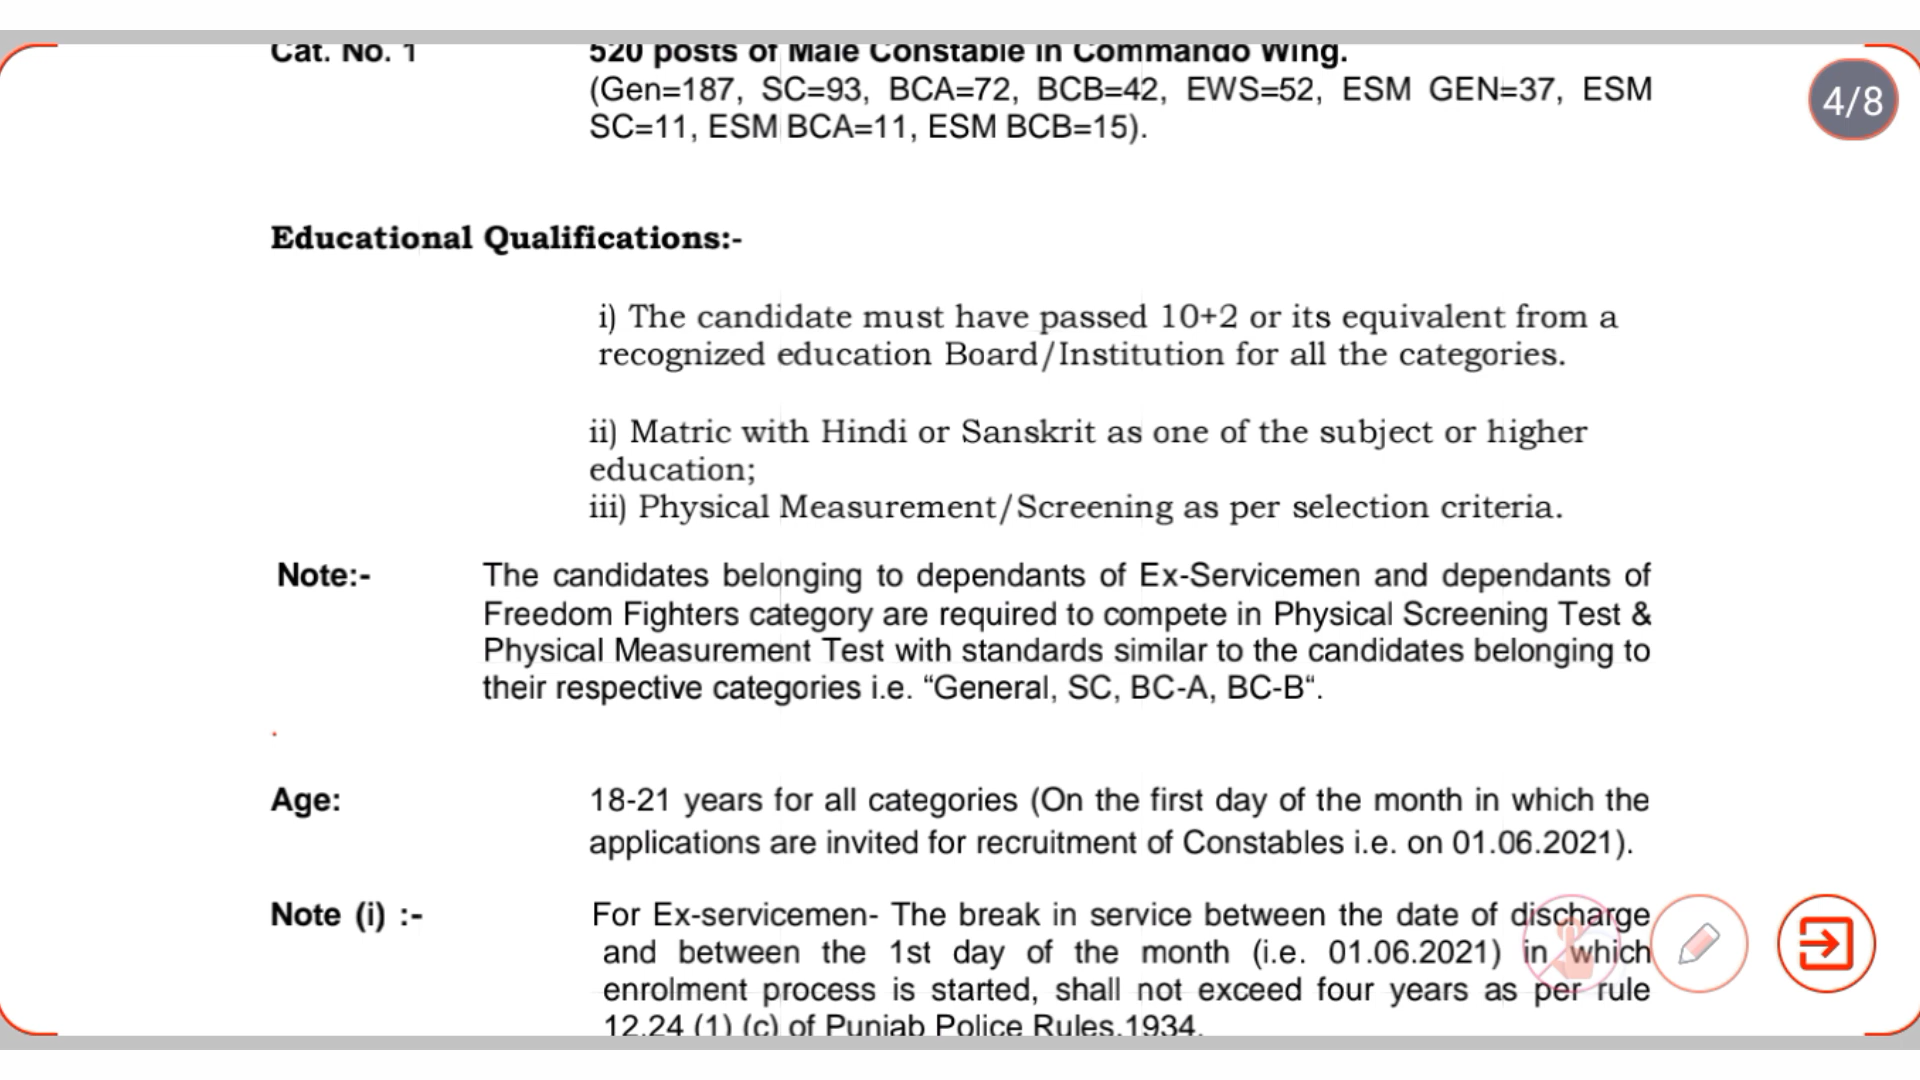 Cat. No. 1 520 posts of Male Constable in Commando Wing.
(Gen=187, SC=93, BCA=72, BCB=42, EWS=52, ESM GEN=37, ESM
SC=11, ESM BCA=11, ESM BCB=15).
4/8
Educational Qualifications:-
i) The candidate must have passed 10+2 or its equivalent from a
recognized education Board/Institution for all the categories.
ii) Matric with Hindi or Sanskrit as one of the subject or higher
education;
iii) Physical Measurement/Screening as per selection criteria.
Note:- The candidates belonging to dependants of Ex-Servicemen and dependants of
Freedom Fighters category are required to compete in Physical Screening Test &
Physical Measurement Test with standards similar to the candidates belonging to
their respective categories i.e. “General, SC, BC-A, BC-B“.
Age: 18-21 years for all categories (On the first day of the month in which the
applications are invited for recruitment of Constables i.e. on 01.06.2021).
Note (i) :- For Ex-servicemen- The break in service between the date of discharge
and between the 1st day of the month (i.e. 01.06.2021) in which
enrolment process is started, shall not exceed four years as per rule
12.24 (1) (c) of Punjab Police Rules,1934.